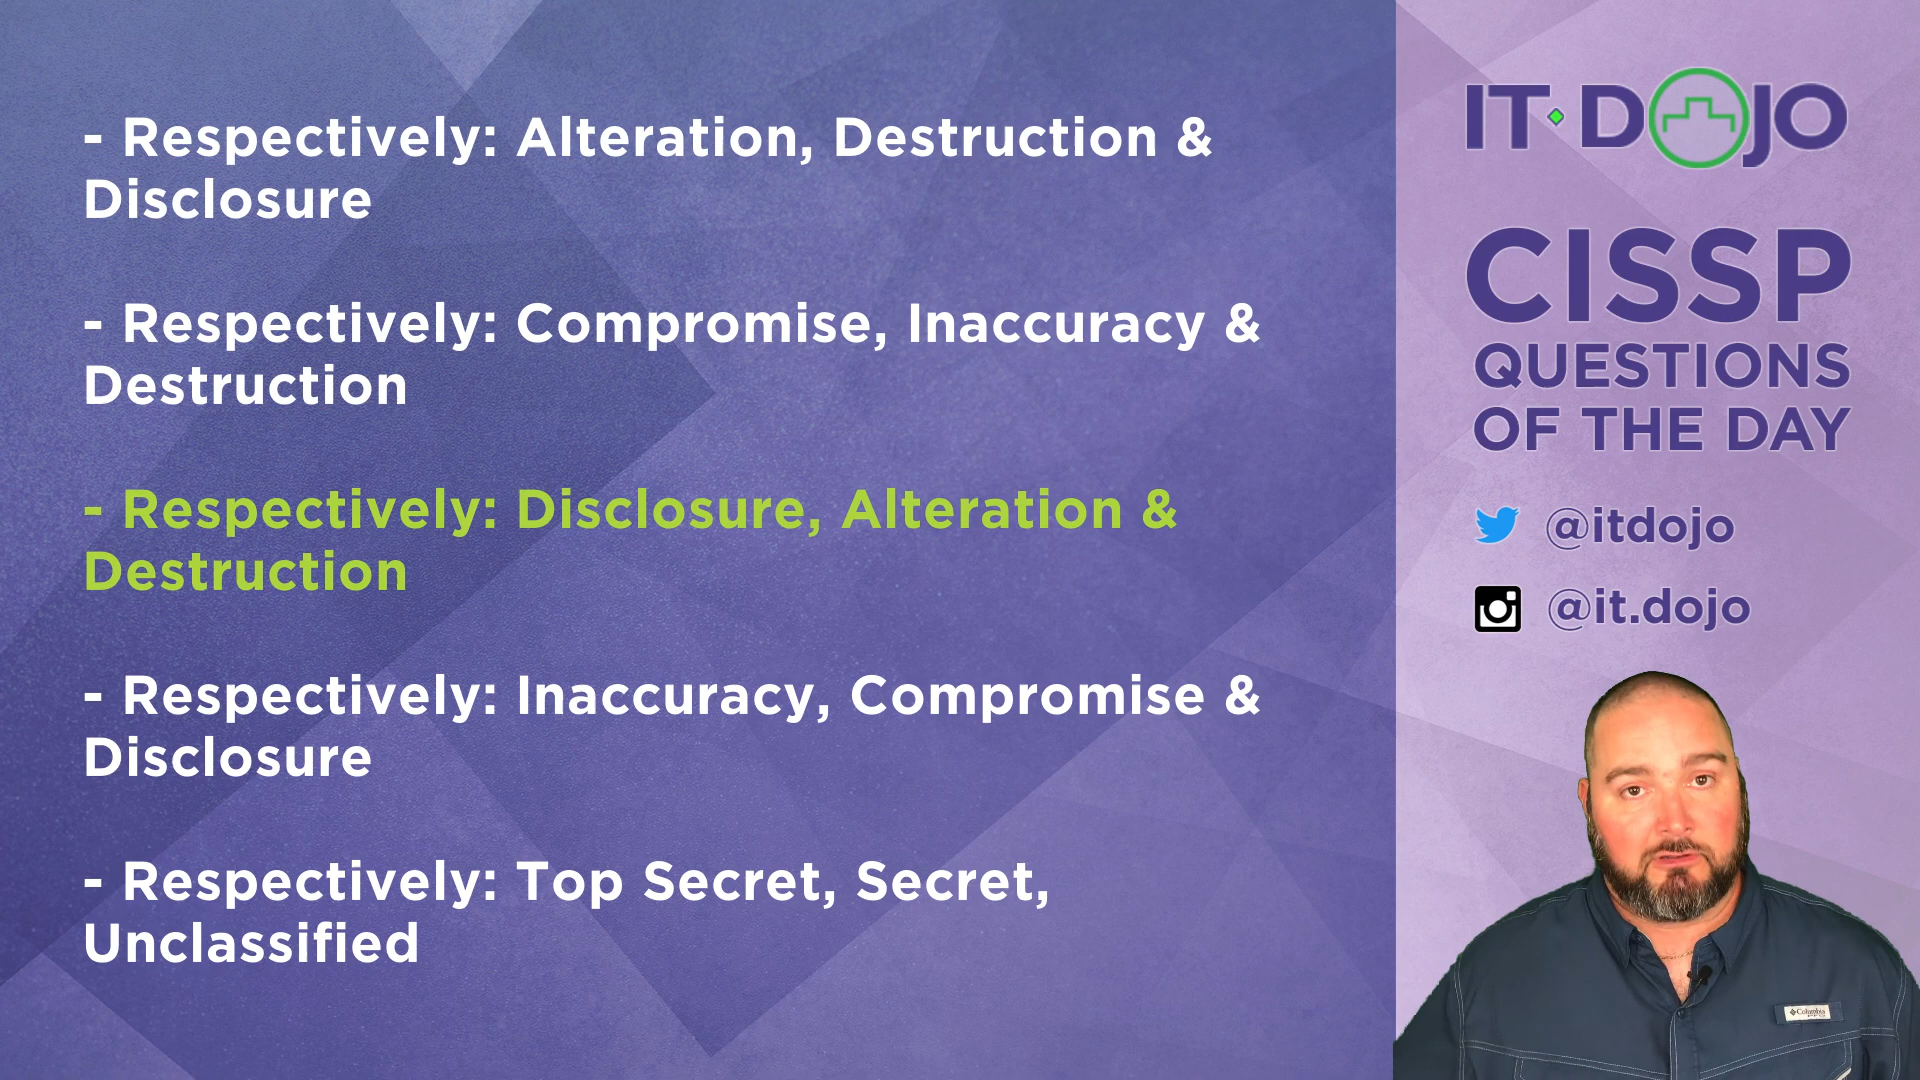 - Respectively: Alteration, Destruction &
Disclosure
- Respectively: Compromise, Inaccuracy &
Destruction
- Respectively: Disclosure, Alteration &
Destruction
- Respectively: Inaccuracy, Compromise &
Disclosure
- Respectively: Top Secret, Secret,
Unclassified
IT·DOJO
CISSP
QUESTIONS
OF THE DAY
@itdojo
@it.dojo
Columbia